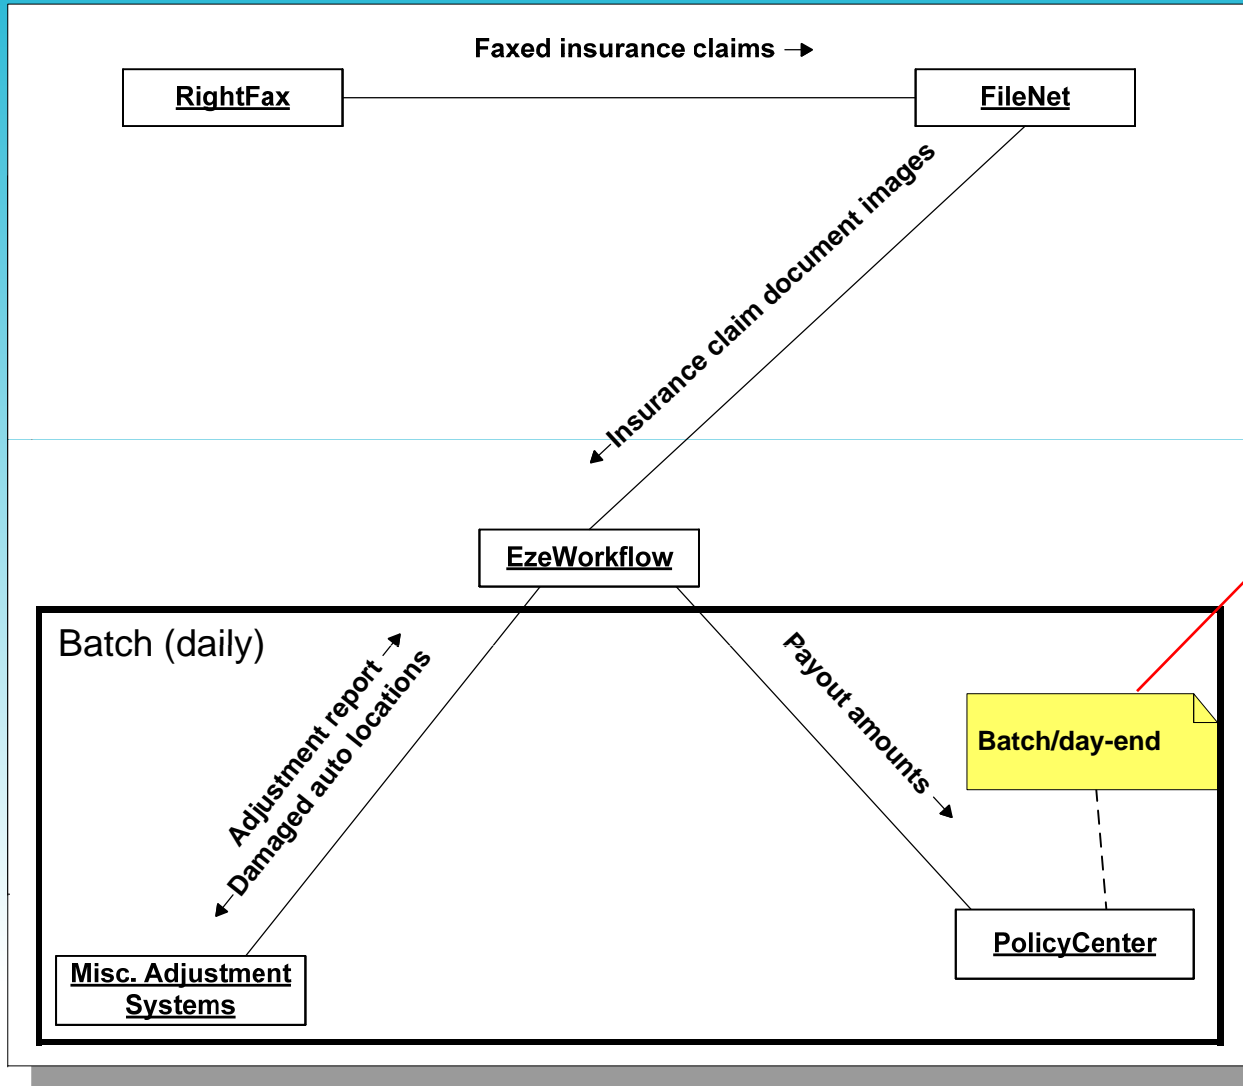 Faxed insurance claims →
RightFax
FileNet
Insurance claim document images
EzeWorkflow
Batch (daily)
Adjustment report
Damaged auto locations
Payout amounts
Batch/day-end
PolicyCenter
Misc. Adjustment
Systems